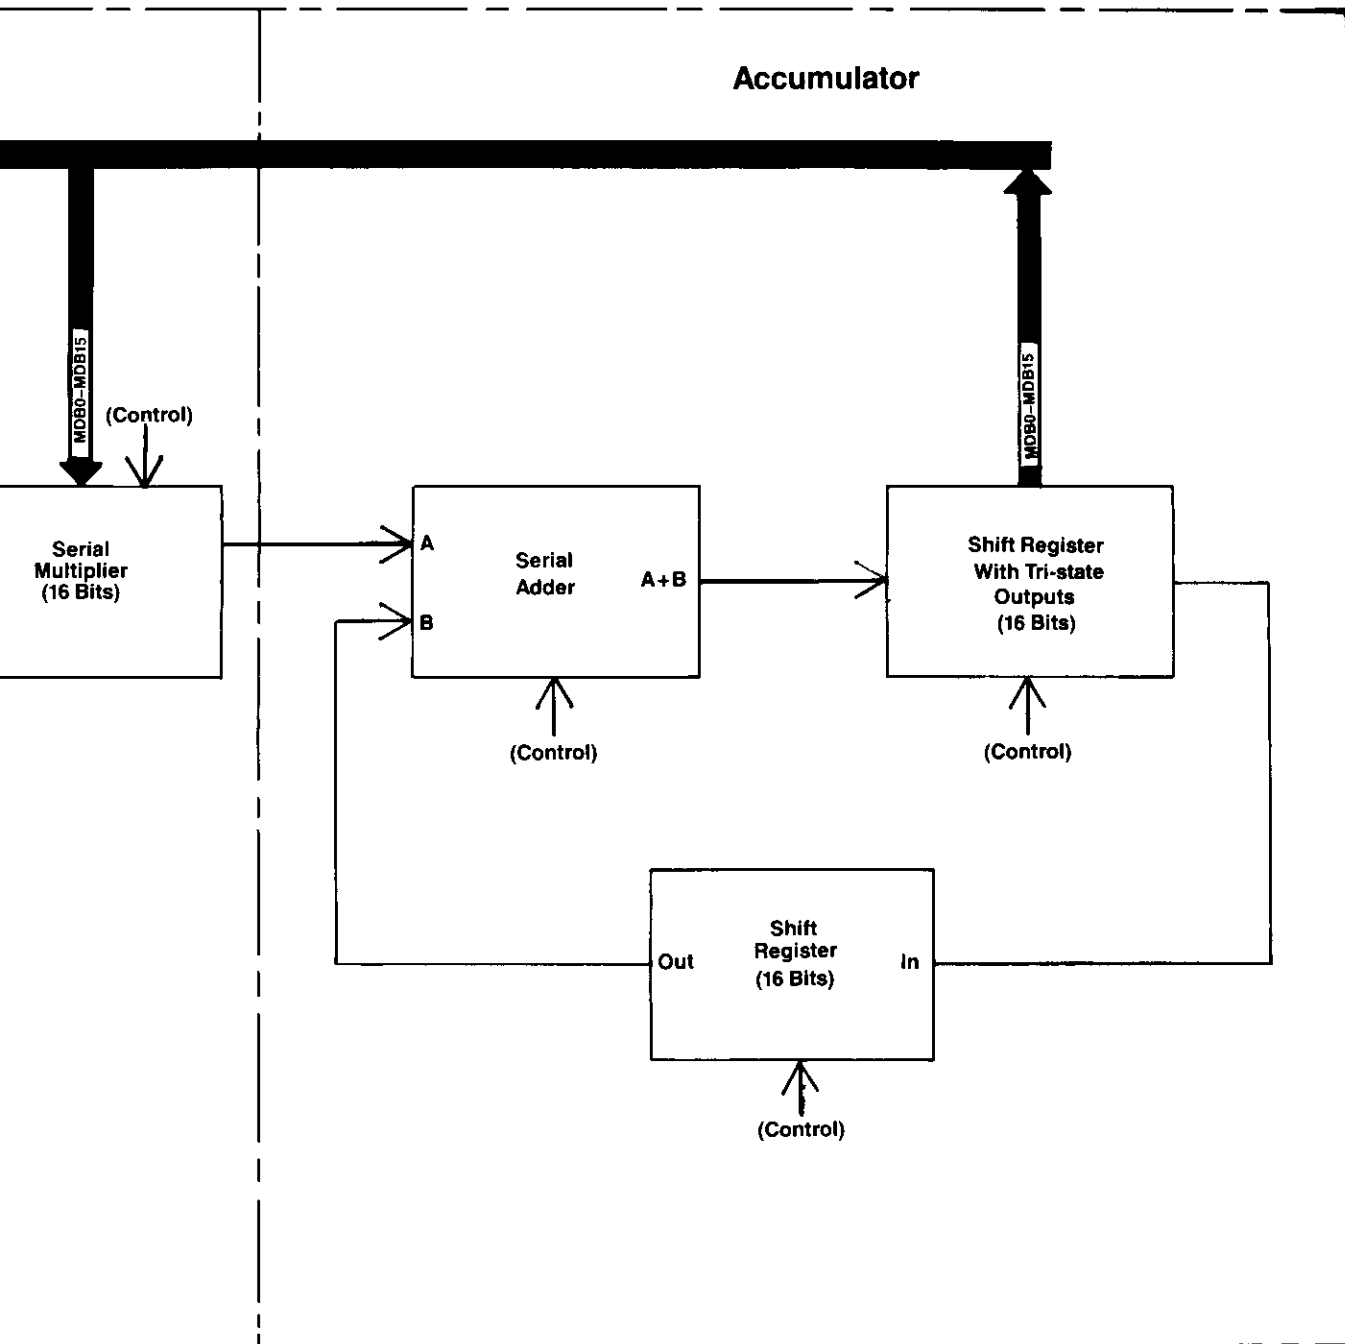 Accumulator
MDB0–MDB15
(Control)
MDB0–MDB15
Serial
Multiplier
(16 Bits)
A
B
Serial
Adder
A+B
(Control)
Shift Register
With Tri-state
Outputs
(16 Bits)
(Control)
Out
Shift
Register
(16 Bits)
In
(Control)